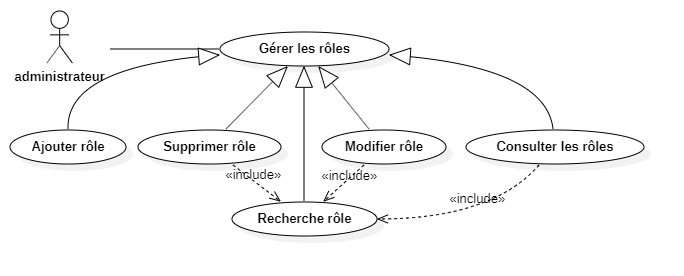 Gérer les rôles
administrateur
Ajouter rôle
Supprimer rôle
Modifier rôle
Consulter les rôles
«include»
«include»
«include»
Recherche rôle